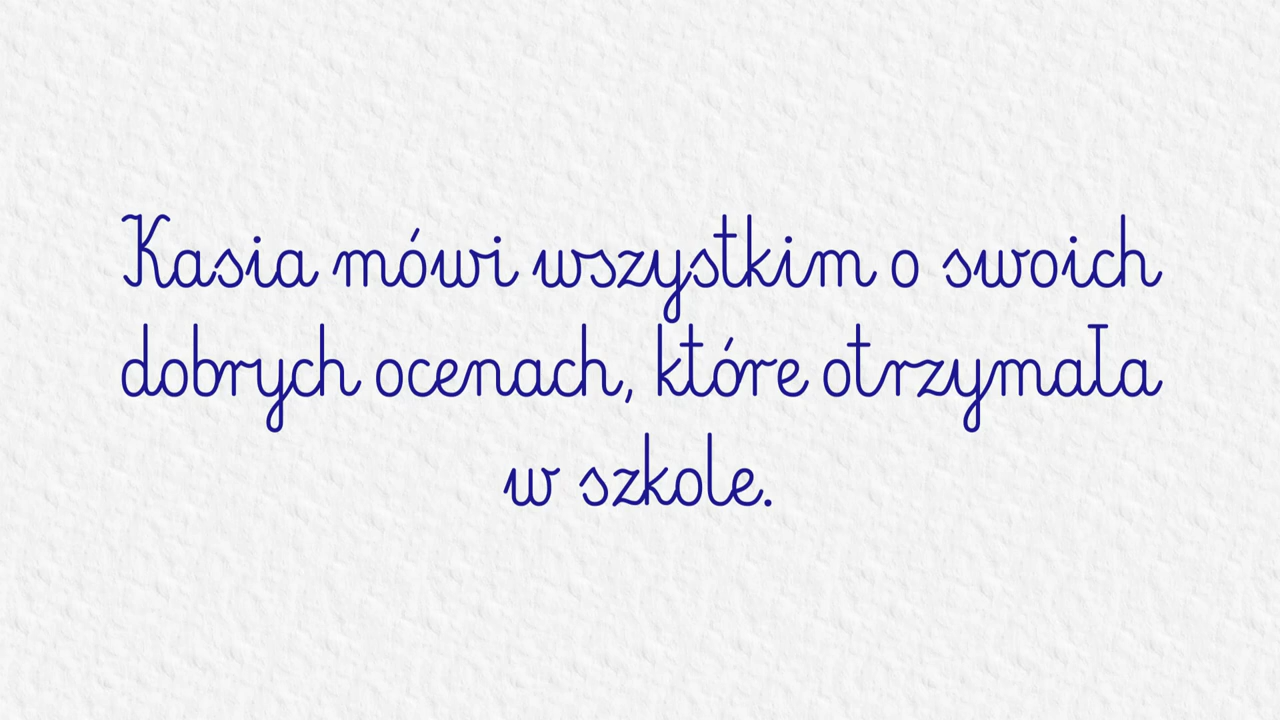 Kasia mówi wszystkim o swoich
dobrych ocenach, które otrzymała
w szkole.